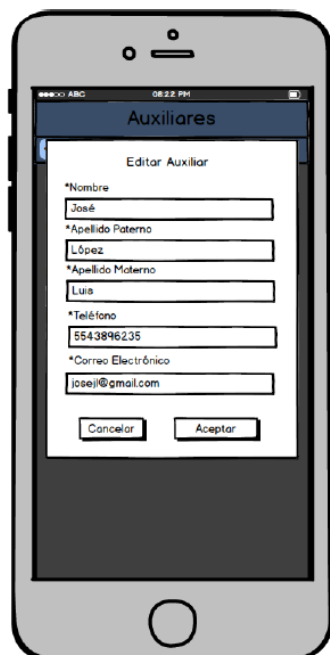 ABC 06:22 PM
Auxiliares
Editar Auxiliar
*Nombre
José
*Apellido Paterno
López
*Apellido Materno
Luis
*Teléfono
5543896235
*Correo Electrónico
josejl@gmail.com
Cancelar Aceptar